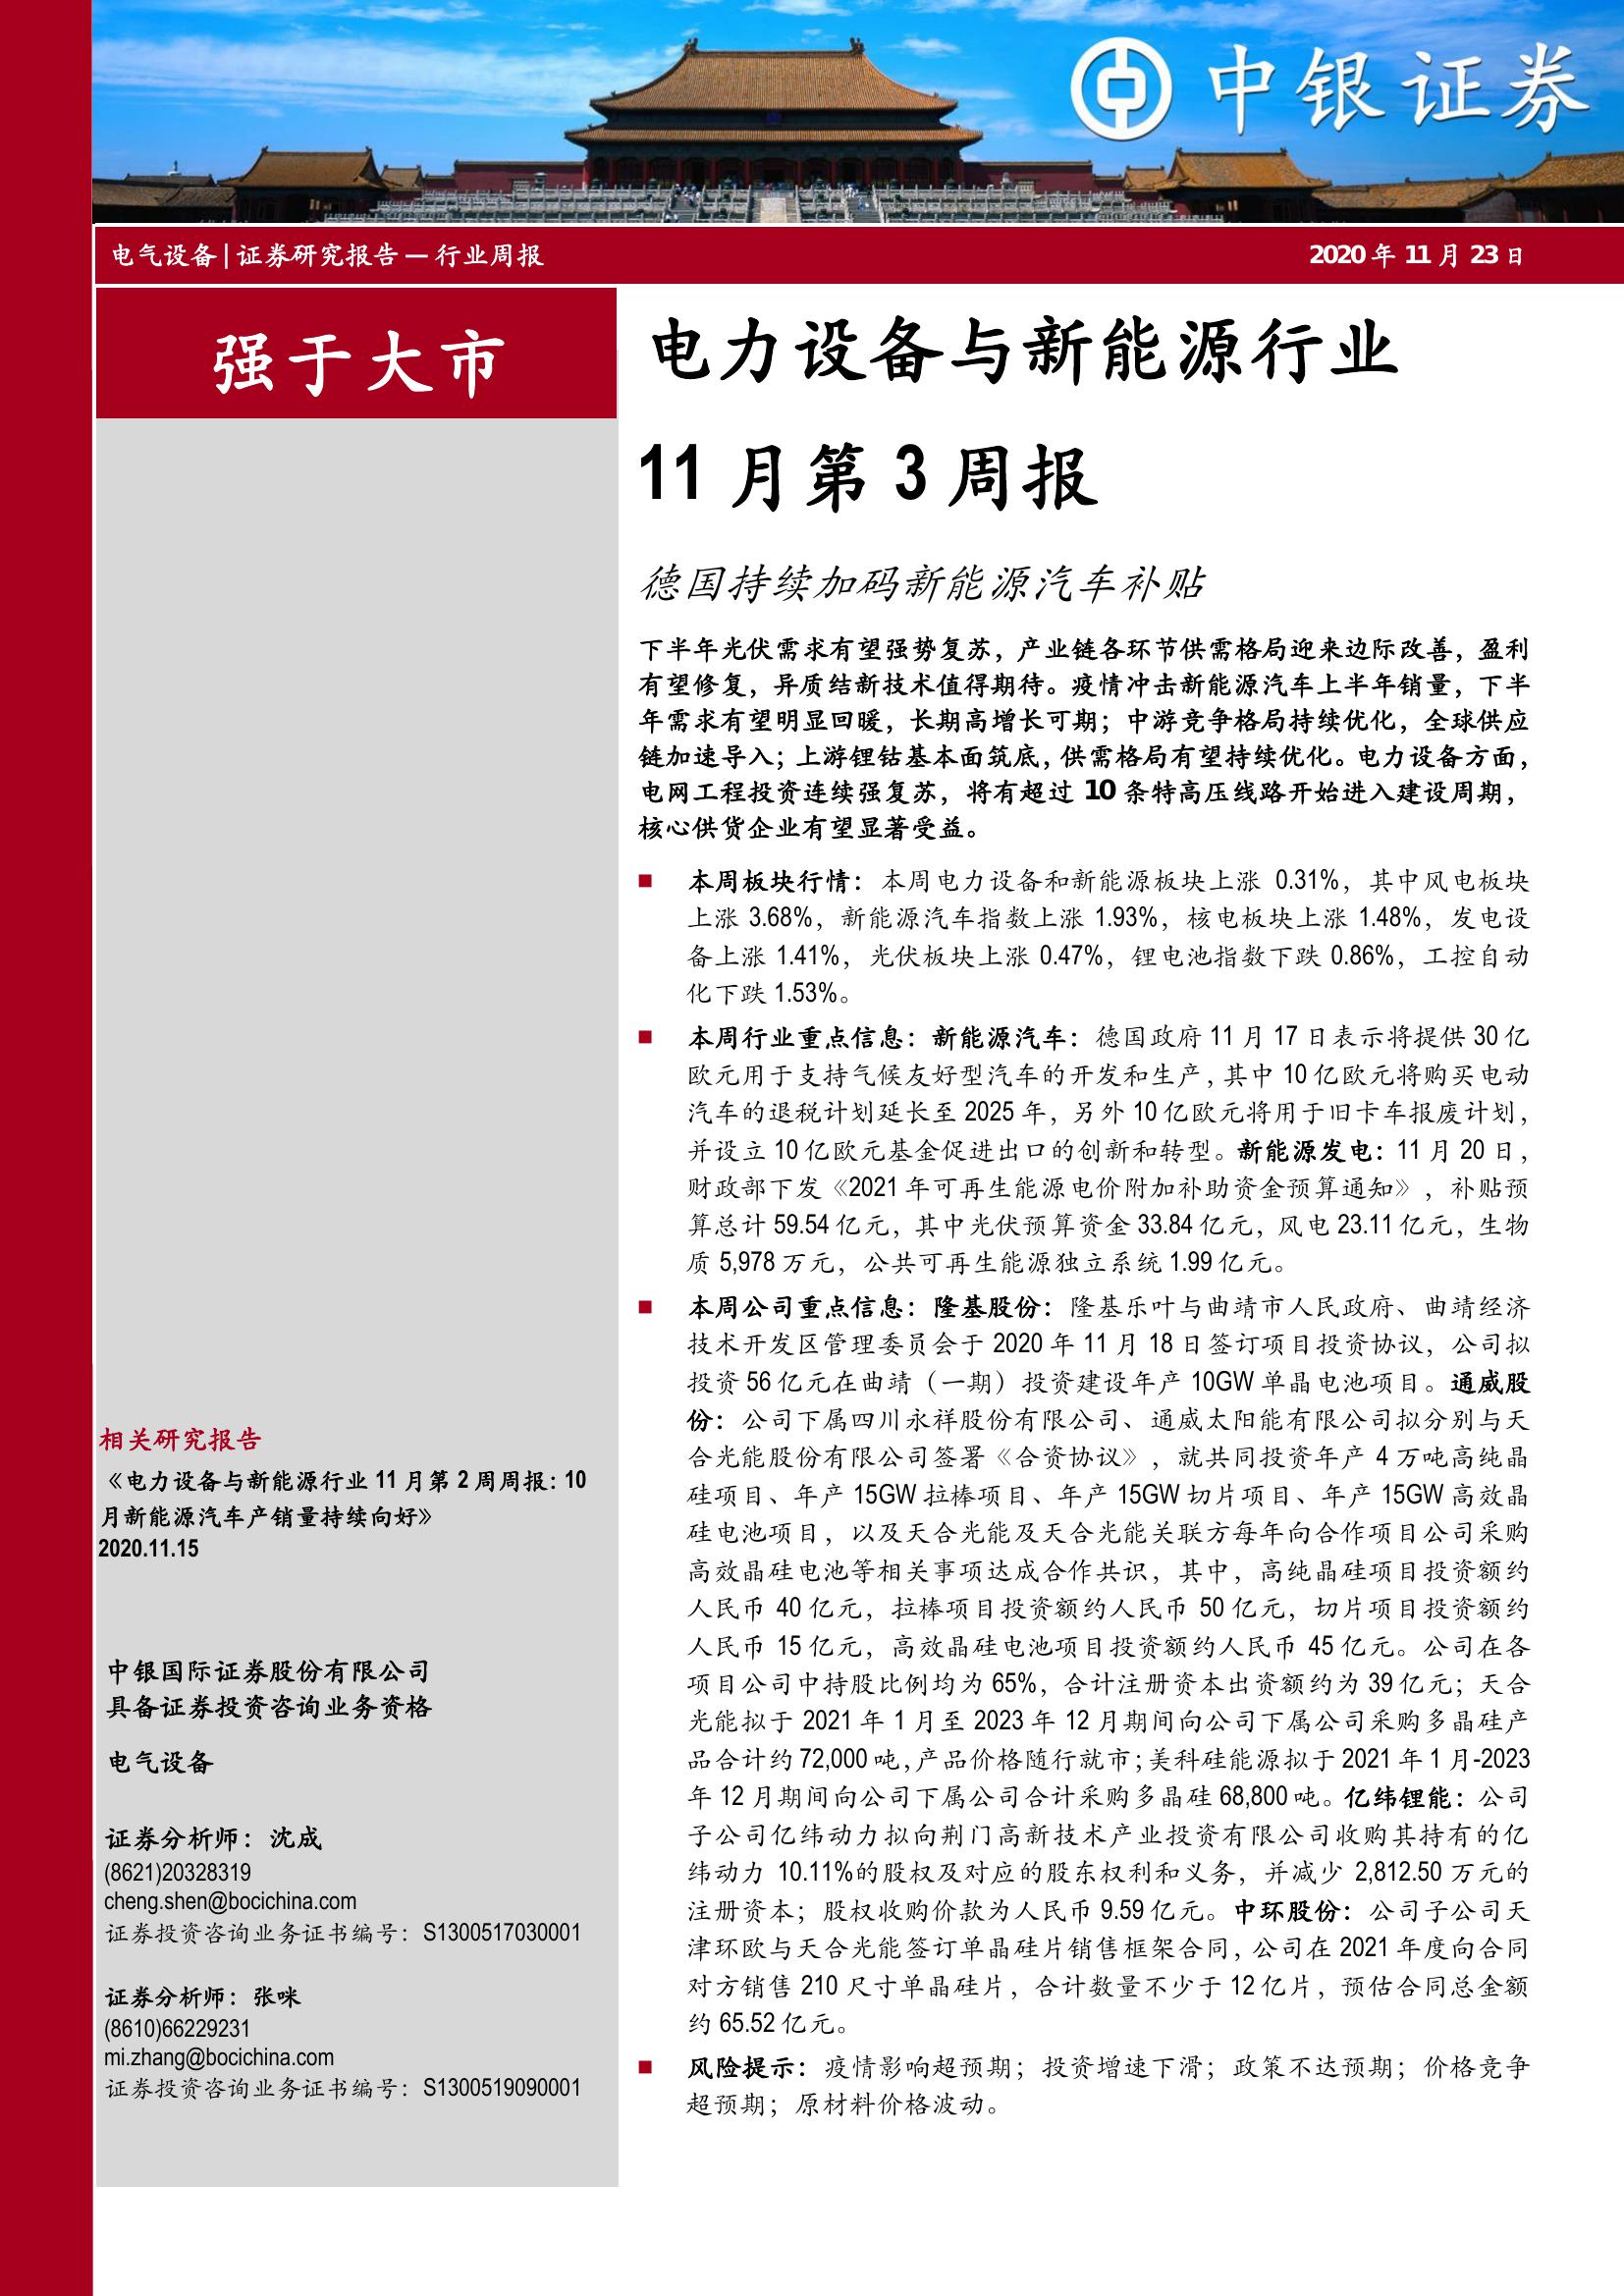 中银证券
电气设备 | 证券研究报告 — 行业周报
2020 年 11 月 23 日
强于大市
相关研究报告
《电力设备与新能源行业 11 月第 2 周周报：10
月新能源汽车产销量持续向好》
2020.11.15
中银国际证券股份有限公司
具备证券投资咨询业务资格
电气设备
证券分析师：沈成
(8621)20328319
cheng.shen@bocichina.com
证券投资咨询业务证书编号：S1300517030001
证券分析师：张咪
(8610)66229231
mi.zhang@bocichina.com
证券投资咨询业务证书编号：S1300519090001
电力设备与新能源行业
11 月第 3 周报
德国持续加码新能源汽车补贴
下半年光伏需求有望强势复苏，产业链各环节供需格局迎来边际改善，盈利
有望修复，异质结新技术值得期待。疫情冲击新能源汽车上半年销量，下半
年需求有望明显回暖，长期高增长可期；中游竞争格局持续优化，全球供应
链加速导入；上游锂钴基本面筑底，供需格局有望持续优化。电力设备方面，
电网工程投资连续强复苏，将有超过 10 条特高压线路开始进入建设周期，
核心供货企业有望显著受益。
■ 本周板块行情：本周电力设备和新能源板块上涨 0.31%，其中风电板块
上涨 3.68%，新能源汽车指数上涨 1.93%，核电板块上涨 1.48%，发电设
备上涨 1.41%，光伏板块上涨 0.47%，锂电池指数下跌 0.86%，工控自动
化下跌 1.53%。
■ 本周行业重点信息：新能源汽车：德国政府 11 月 17 日表示将提供 30 亿
欧元用于支持气候友好型汽车的开发和生产，其中 10 亿欧元将购买电动
汽车的退税计划延长至 2025 年，另外 10 亿欧元将用于旧卡车报废计划，
并设立 10 亿欧元基金促进出口的创新和转型。新能源发电：11 月 20 日，
财政部下发《2021 年可再生能源电价附加补助资金预算通知》，补贴预
算总计 59.54 亿元，其中光伏预算资金 33.84 亿元，风电 23.11 亿元，生物
质 5,978 万元，公共可再生能源独立系统 1.99 亿元。
■ 本周公司重点信息：隆基股份：隆基乐叶与曲靖市人民政府、曲靖经济
技术开发区管理委员会于 2020 年 11 月 18 日签订项目投资协议，公司拟
投资 56 亿元在曲靖（一期）投资建设年产 10GW 单晶电池项目。通威股
份：公司下属四川永祥股份有限公司、通威太阳能有限公司拟分别与天
合光能股份有限公司签署《合资协议》，就共同投资年产 4 万吨高纯晶
硅项目、年产 15GW 拉棒项目、年产 15GW 切片项目、年产 15GW 高效晶
硅电池项目，以及天合光能及天合光能关联方每年向合作项目公司采购
高效晶硅电池等相关事项达成合作共识，其中，高纯晶硅项目投资额约
人民币 40 亿元，拉棒项目投资额约人民币 50 亿元，切片项目投资额约
人民币 15 亿元，高效晶硅电池项目投资额约人民币 45 亿元。公司在各
项目公司中持股比例均为 65%，合计注册资本出资额约为 39 亿元；天合
光能拟于 2021 年 1 月至 2023 年 12 月期间向公司下属公司采购多晶硅产
品合计约 72,000 吨，产品价格随行就市；美科硅能源拟于 2021 年 1 月-2023
年 12 月期间向公司下属公司合计采购多晶硅 68,800 吨。亿纬锂能：公司
子公司亿纬动力拟向荆门高新技术产业投资有限公司收购其持有的亿
纬动力 10.11%的股权及对应的股东权利和义务，并减少 2,812.50 万元的
注册资本；股权收购价款为人民币 9.59 亿元。中环股份：公司子公司天
津环欧与天合光能签订单晶硅片销售框架合同，公司在 2021 年度向合同
对方销售 210 尺寸单晶硅片，合计数量不少于 12 亿片，预估合同总金额
约 65.52 亿元。
■ 风险提示：疫情影响超预期；投资增速下滑；政策不达预期；价格竞争
超预期；原材料价格波动。